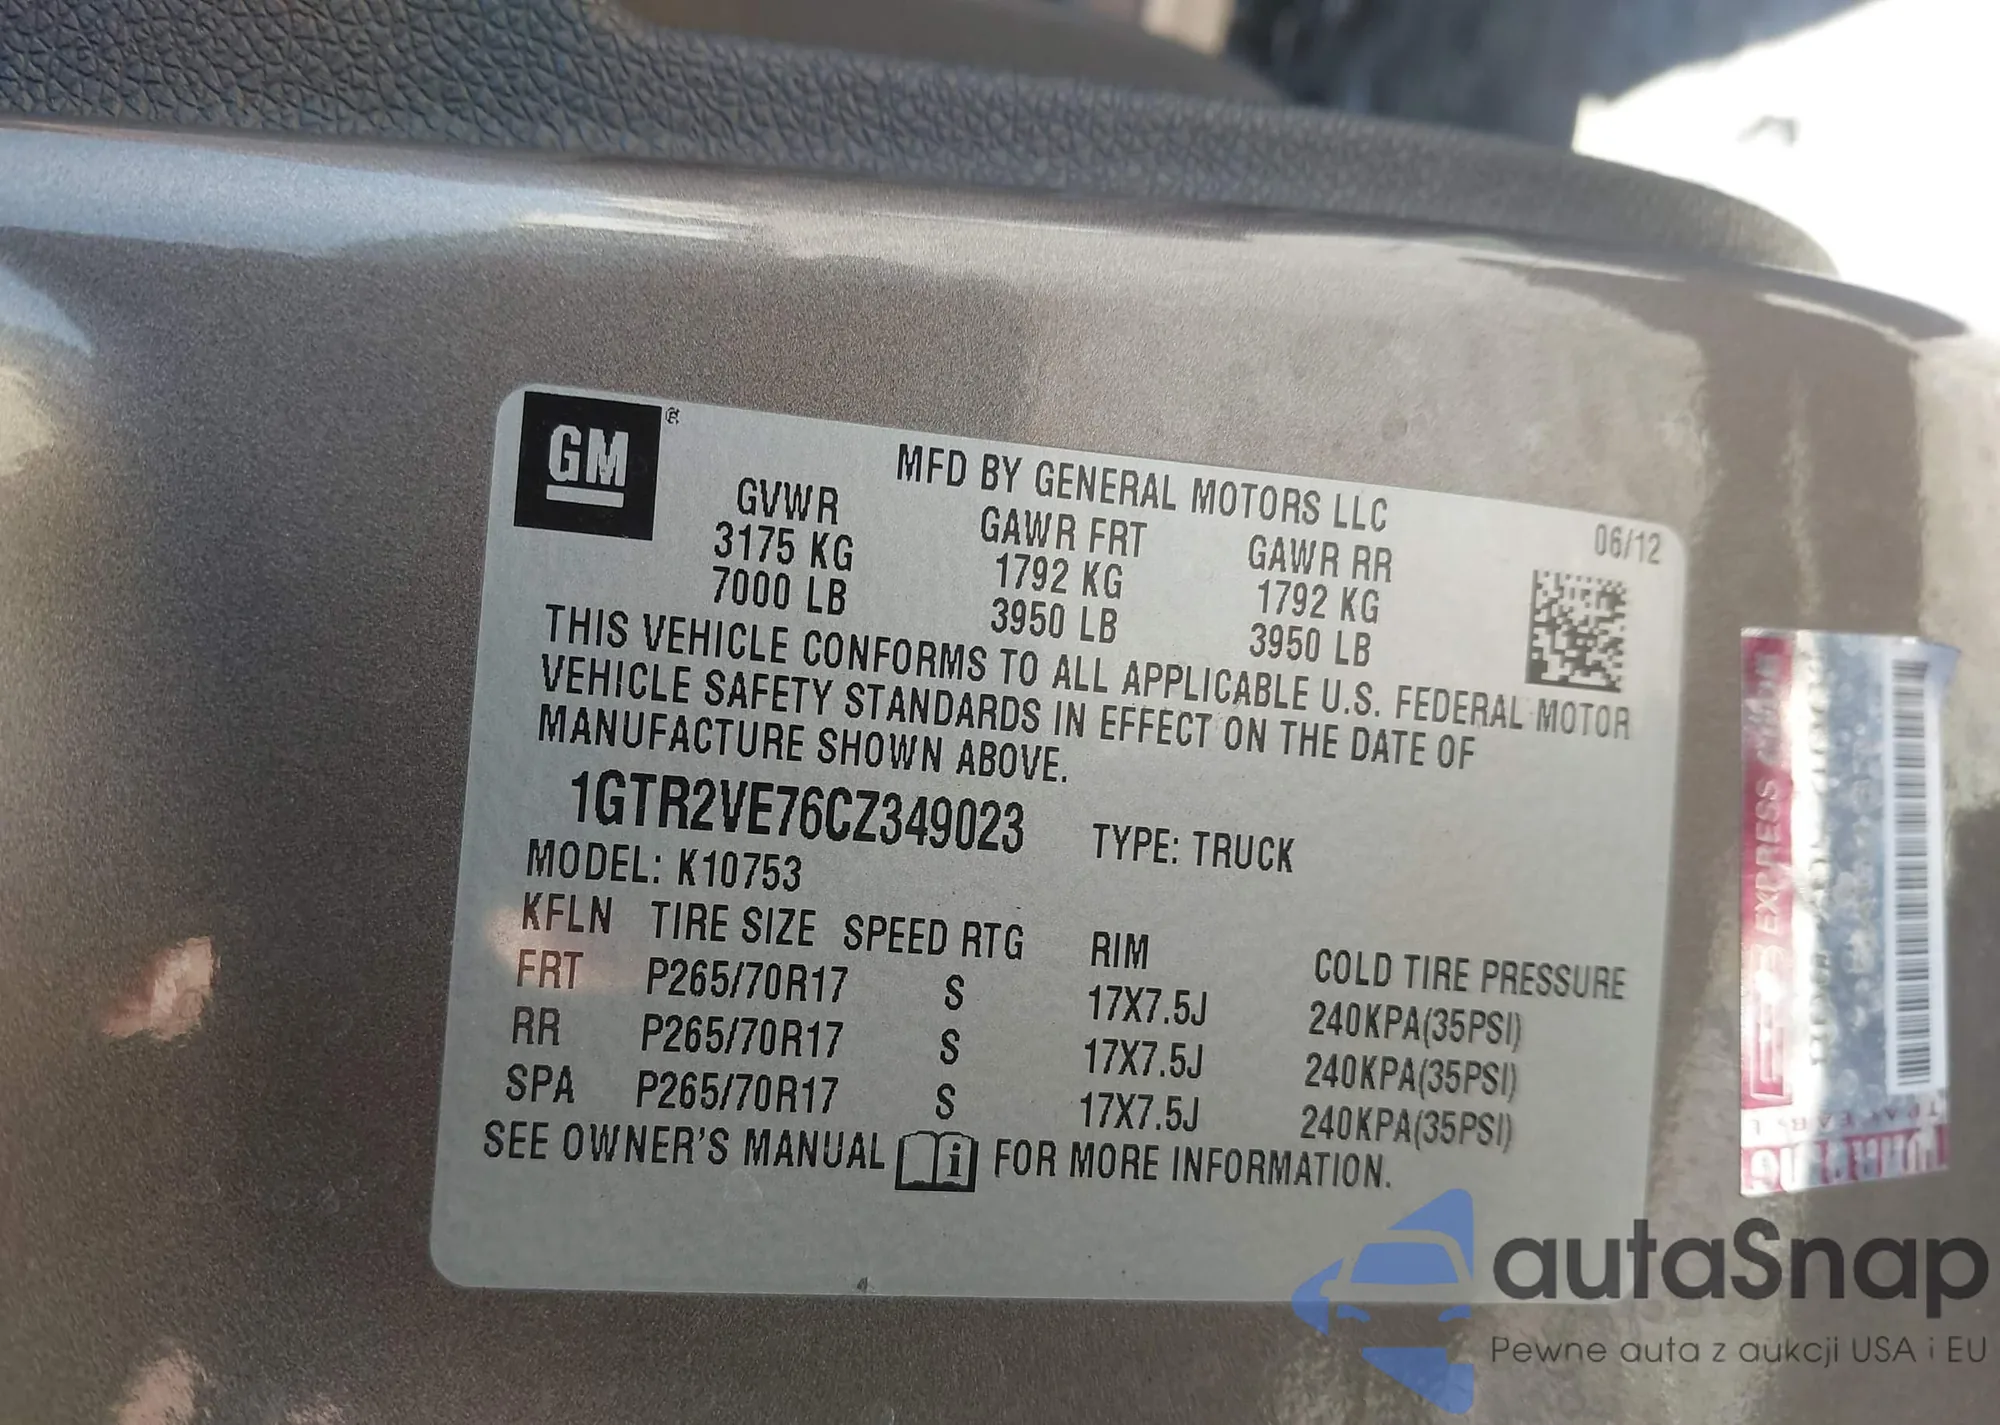 GM
®
MFD BY GENERAL MOTORS LLC
06/12
GVWR GAWR FRT GAWR RR
3175 KG 1792 KG 1792 KG
7000 LB 3950 LB 3950 LB
THIS VEHICLE CONFORMS TO ALL APPLICABLE U.S. FEDERAL MOTOR
VEHICLE SAFETY STANDARDS IN EFFECT ON THE DATE OF
MANUFACTURE SHOWN ABOVE.
1GTR2VE76CZ349023 TYPE: TRUCK
MODEL: K10753
KFLN TIRE SIZE SPEED RTG RIM COLD TIRE PRESSURE
FRT P265/70R17 S 17X7.5J 240KPA(35PSI)
RR P265/70R17 S 17X7.5J 240KPA(35PSI)
SPA P265/70R17 S 17X7.5J 240KPA(35PSI)
SEE OWNER'S MANUAL i FOR MORE INFORMATION.
EXPRESS
autaSnap
Pewne auta z aukcji USA i EU